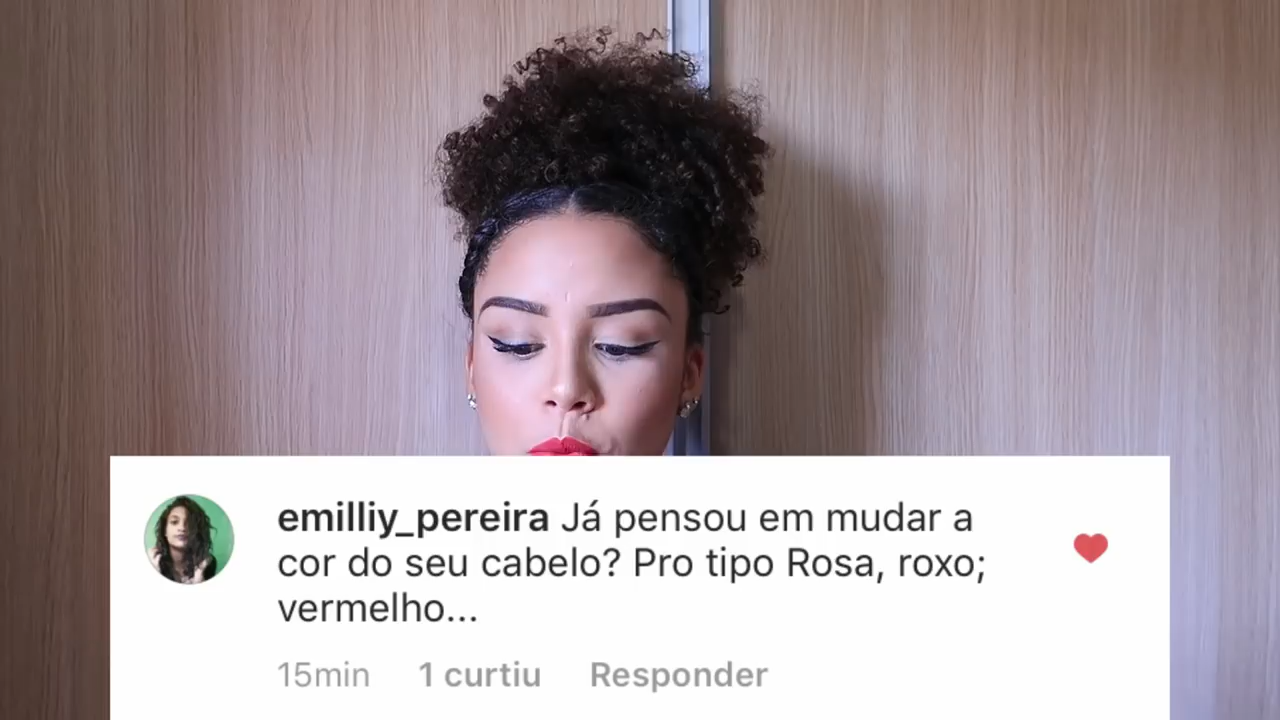 emilliy_pereira Já pensou em mudar a
cor do seu cabelo? Pro tipo Rosa, roxo;
vermelho...
15min 1 curtiu Responder